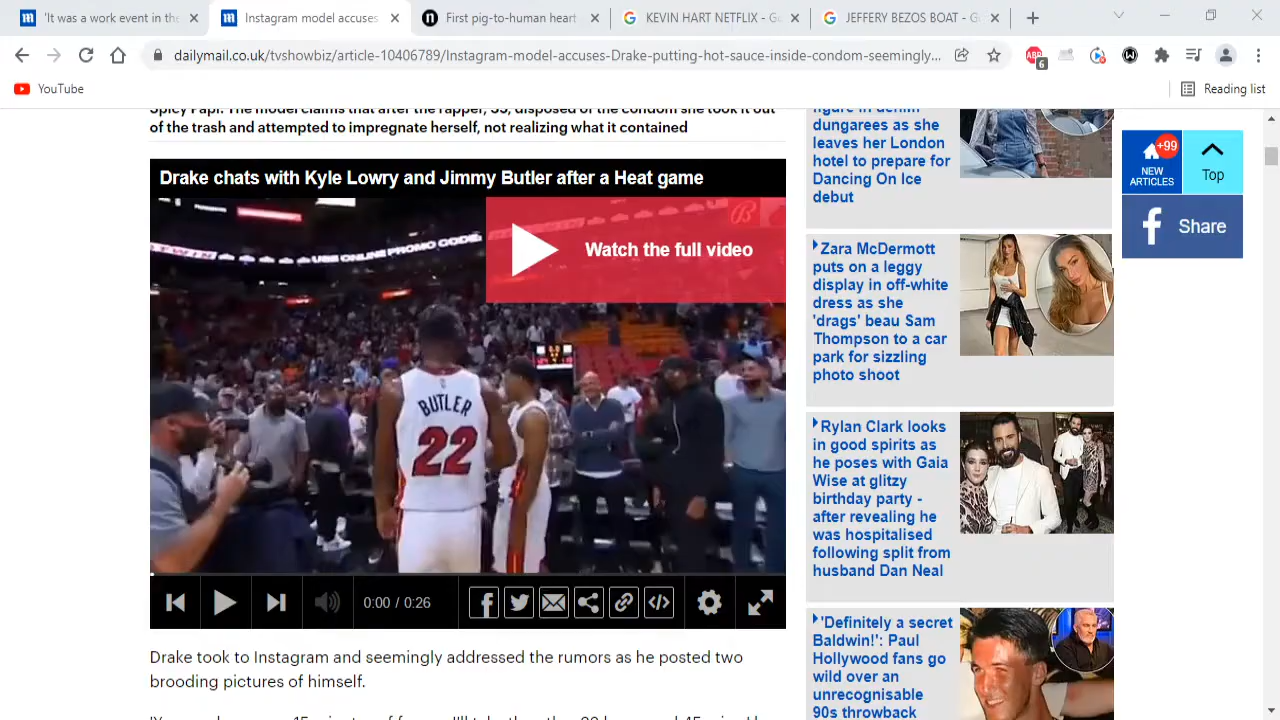 'It was a work event in the
Instagram model accuses
First pig-to-human heart
KEVIN HART NETFLIX - G
JEFFERY BEZOS BOAT - G
dailymail.co.uk/tvshowbiz/article-10406789/Instagram-model-accuses-Drake-putting-hot-sauce-inside-condom-seemingly...
6
YouTube
Reading list
of the trash and attempted to impregnate herself, not realizing what it contained
Drake chats with Kyle Lowry and Jimmy Butler after a Heat game
Watch the full video
USE ONLINE PROMO CODE:
BUTLER
22
0:00 / 0:26
Drake took to Instagram and seemingly addressed the rumors as he posted two
brooding pictures of himself.
figure in denim
dungarees as she
leaves her London
hotel to prepare for
Dancing On Ice
debut
Zara McDermott
puts on a leggy
display in off-white
dress as she
'drags' beau Sam
Thompson to a car
park for sizzling
photo shoot
Rylan Clark looks
in good spirits as
he poses with Gaia
Wise at glitzy
birthday party -
after revealing he
was hospitalised
following split from
husband Dan Neal
'Definitely a secret
Baldwin!': Paul
Hollywood fans go
wild over an
unrecognisable
90s throwback
+99
NEW
ARTICLES
Top
Share